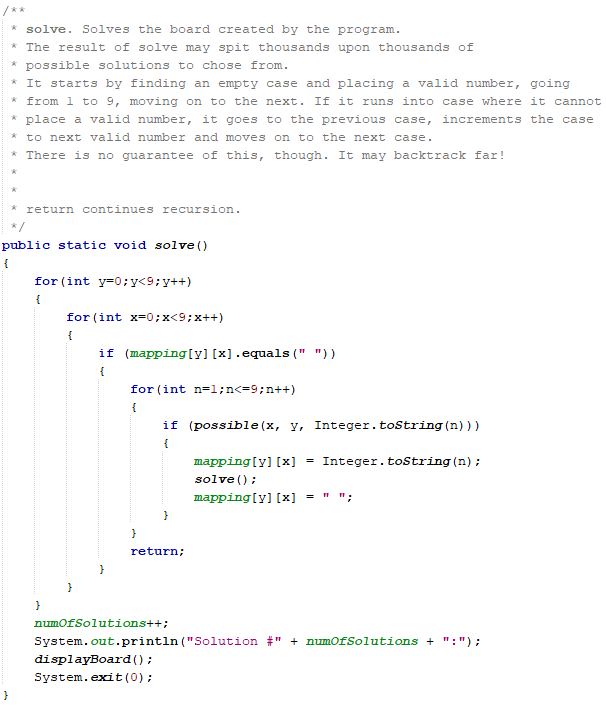 /**
 * solve. Solves the board created by the program.
 * The result of solve may spit thousands upon thousands of
 * possible solutions to chose from.
 * It starts by finding an empty case and placing a valid number, going
 * from 1 to 9, moving on to the next. If it runs into case where it cannot
 * place a valid number, it goes to the previous case, increments the case
 * to next valid number and moves on to the next case.
 * There is no guarantee of this, though. It may backtrack far!
 *
 *
 * return continues recursion.
 */
public static void solve()
{
    for(int y=0;y<9;y++)
    {
        for(int x=0;x<9;x++)
        {
            if (mapping[y][x].equals(" "))
            {
                for(int n=1;n<=9;n++)
                {
                    if (possible(x, y, Integer.toString(n)))
                    {
                        mapping[y][x] = Integer.toString(n);
                        solve();
                        mapping[y][x] = " ";
                    }
                }
                return;
            }
        }
    }
    numOfSolutions++;
    System.out.println("Solution #" + numOfSolutions + ":");
    displayBoard();
    System.exit(0);
}